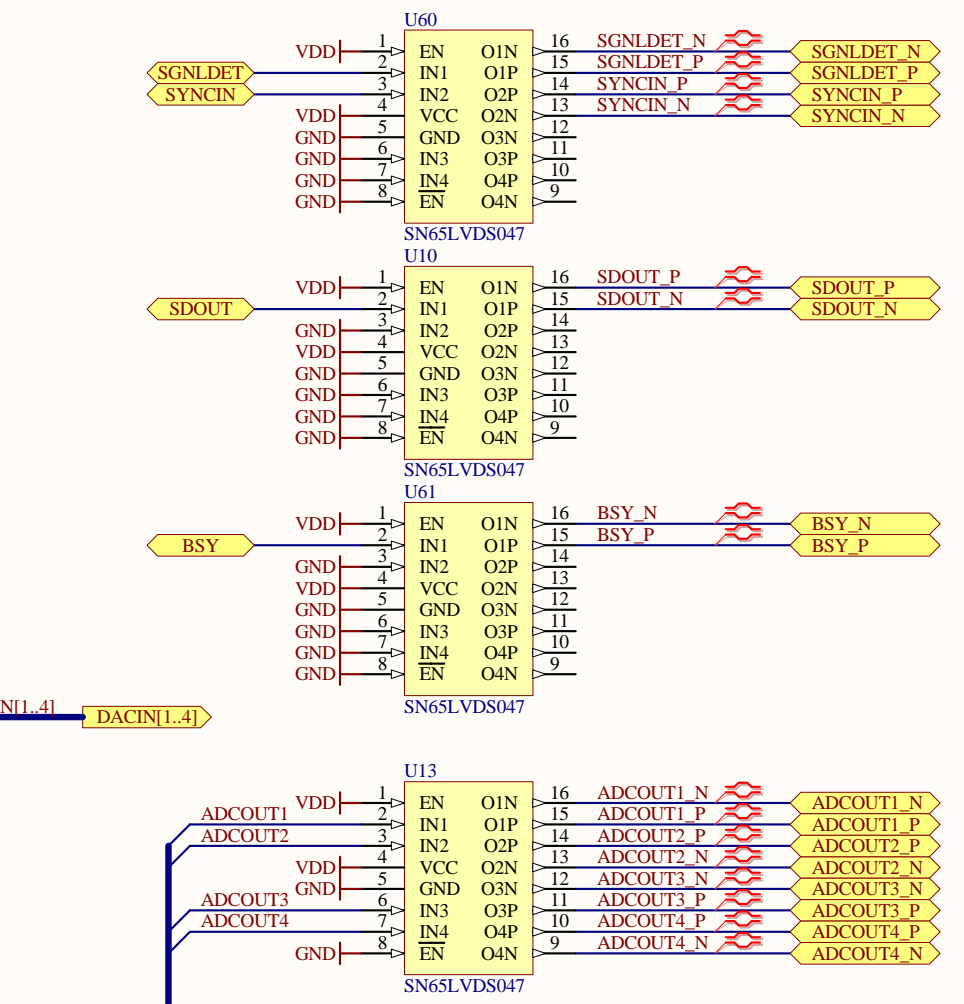 U60
VDD 1 EN O1N 16 SGNLDET_N SGNLDET_N
SGNLDET 2 IN1 O1P 15 SGNLDET_P SGNLDET_P
SYNCIN 3 IN2 O2P 14 SYNCIN_P SYNCIN_P
VDD 4 VCC O2N 13 SYNCIN_N SYNCIN_N
GND 5 GND O3N 12
GND 6 IN3 O3P 11
GND 7 IN4 O4P 10
GND 8 EN O4N 9
SN65LVDS047
U10
VDD 1 EN O1N 16 SDOUT_P SDOUT_P
SDOUT 2 IN1 O1P 15 SDOUT_N SDOUT_N
GND 3 IN2 O2P 14
VDD 4 VCC O2N 13
GND 5 GND O3N 12
GND 6 IN3 O3P 11
GND 7 IN4 O4P 10
GND 8 EN O4N 9
SN65LVDS047
U61
VDD 1 EN O1N 16 BSY_N BSY_N
BSY 2 IN1 O1P 15 BSY_P BSY_P
GND 3 IN2 O2P 14
VDD 4 VCC O2N 13
GND 5 GND O3N 12
GND 6 IN3 O3P 11
GND 7 IN4 O4P 10
GND 8 EN O4N 9
SN65LVDS047
N[1..4] DACIN[1..4]
U13
VDD 1 EN O1N 16 ADCOUT1_N ADCOUT1_N
ADCOUT1 2 IN1 O1P 15 ADCOUT1_P ADCOUT1_P
ADCOUT2 3 IN2 O2P 14 ADCOUT2_P ADCOUT2_P
VDD 4 VCC O2N 13 ADCOUT2_N ADCOUT2_N
GND 5 GND O3N 12 ADCOUT3_N ADCOUT3_N
ADCOUT3 6 IN3 O3P 11 ADCOUT3_P ADCOUT3_P
ADCOUT4 7 IN4 O4P 10 ADCOUT4_P ADCOUT4_P
GND 8 EN O4N 9 ADCOUT4_N ADCOUT4_N
SN65LVDS047